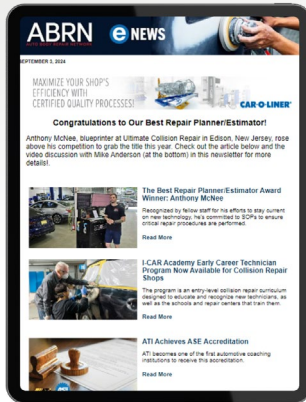 ABRN
AUTO BODY REPAIR NETWORK
e NEWS
SEPTEMBER 3, 2024
MAXIMIZE YOUR SHOP'S
EFFICIENCY WITH
CERTIFIED QUALITY PROCESSES!
CAR-O-LINER
Congratulations to Our Best Repair Planner/Estimator!
Anthony McNee, blueprinter at Ultimate Collision Repair in Edison, New Jersey, rose
above his competition to grab the title this year. Check out the article below and the
video discussion with Mike Anderson (at the bottom) in this newsletter for more
details!.
The Best Repair Planner/Estimator Award
Winner: Anthony McNee
Recognized by fellow staff for his efforts to stay current
on new technology, he's committed to SOPs to ensure
critical repair procedures are performed.
Read More
I-CAR Academy Early Career Technician
Program Now Available for Collision Repair
Shops
The program is an entry-level collision repair curriculum
designed to educate and recognize new technicians, as
well as the schools and repair centers that train them.
Read More
ATI Achieves ASE Accreditation
ATI becomes one of the first automotive coaching
institutions to receive this accreditation.
Read More